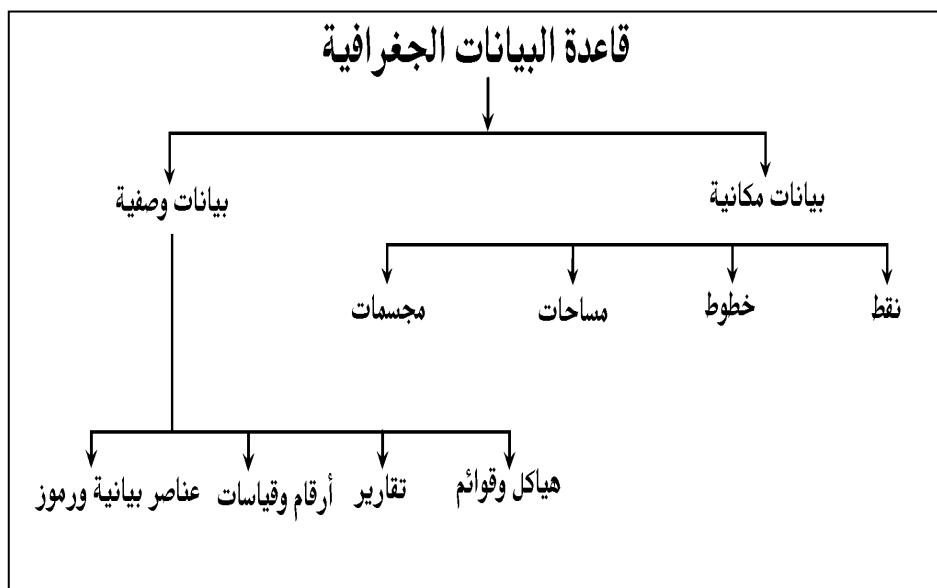 قاعدة البيانات الجغرافية
بيانات مكانية
بيانات وصفية
نقط
خطوط
مساحات
مجسمات
هياكل وقوائم
تقارير
أرقام وقياسات
عناصر بيانية ورموز